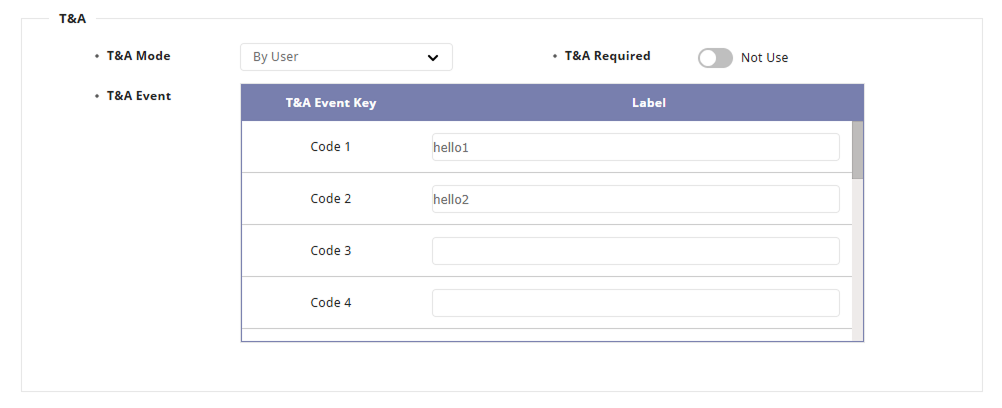 T&A
• T&A Mode By User • T&A Required Not Use
• T&A Event T&A Event Key Label
Code 1 hello1
Code 2 hello2
Code 3
Code 4